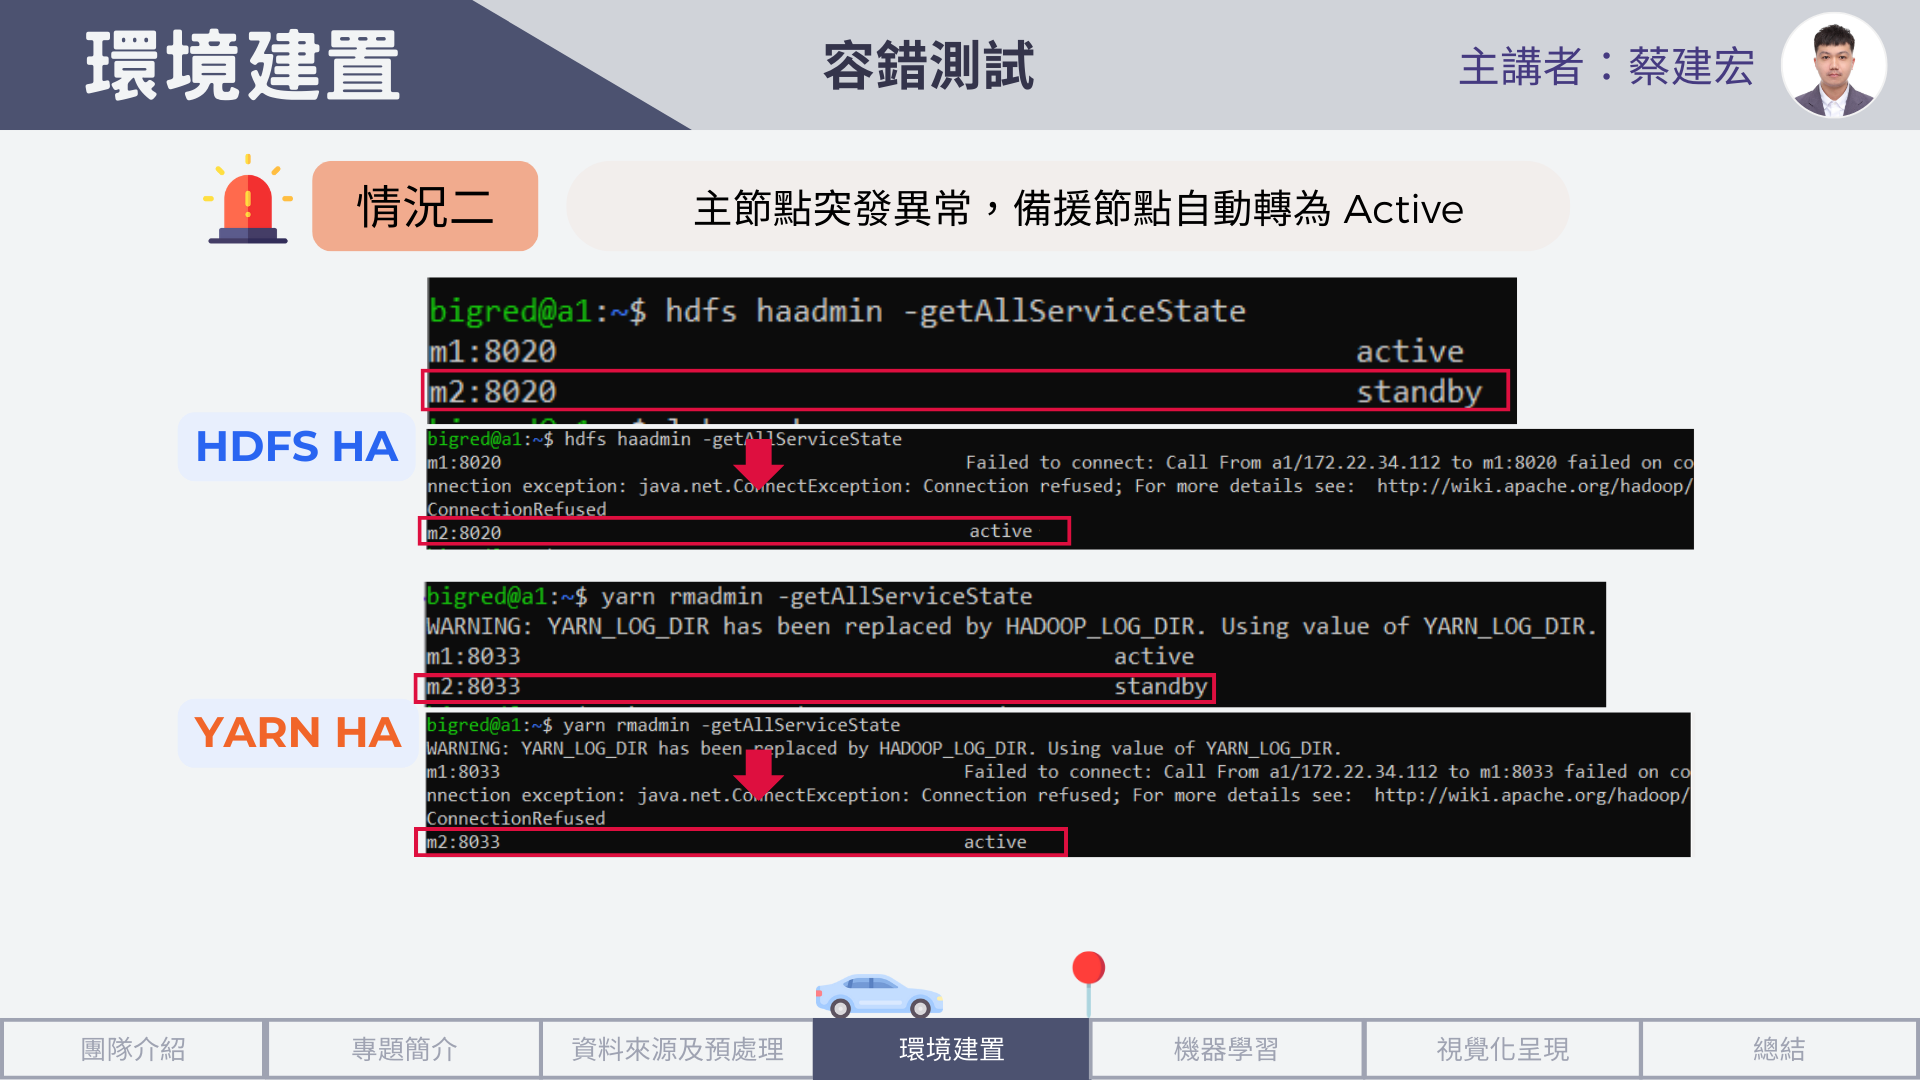 環境建置
容錯測試
主講者：蔡建宏
情況二
主節點突發異常，備援節點自動轉為 Active
bigred@a1:~$ hdfs haadmin -getAllServiceState
m1:8020 active
m2:8020 standby
HDFS HA
bigred@a1:~$ hdfs haadmin -getAllServiceState
m1:8020 Failed to connect: Call From a1/172.22.34.112 to m1:8020 failed on co
nnection exception: java.net.ConnectException: Connection refused; For more details see:  http://wiki.apache.org/hadoop/
ConnectionRefused
m2:8020 active
bigred@a1:~$ yarn rmadmin -getAllServiceState
WARNING: YARN_LOG_DIR has been replaced by HADOOP_LOG_DIR. Using value of YARN_LOG_DIR.
m1:8033 active
m2:8033 standby
YARN HA
bigred@a1:~$ yarn rmadmin -getAllServiceState
WARNING: YARN_LOG_DIR has been replaced by HADOOP_LOG_DIR. Using value of YARN_LOG_DIR.
m1:8033 Failed to connect: Call From a1/172.22.34.112 to m1:8033 failed on co
nnection exception: java.net.ConnectException: Connection refused; For more details see:  http://wiki.apache.org/hadoop/
ConnectionRefused
m2:8033 active
團隊介紹
專題簡介
資料來源及預處理
環境建置
機器學習
視覺化呈現
總結